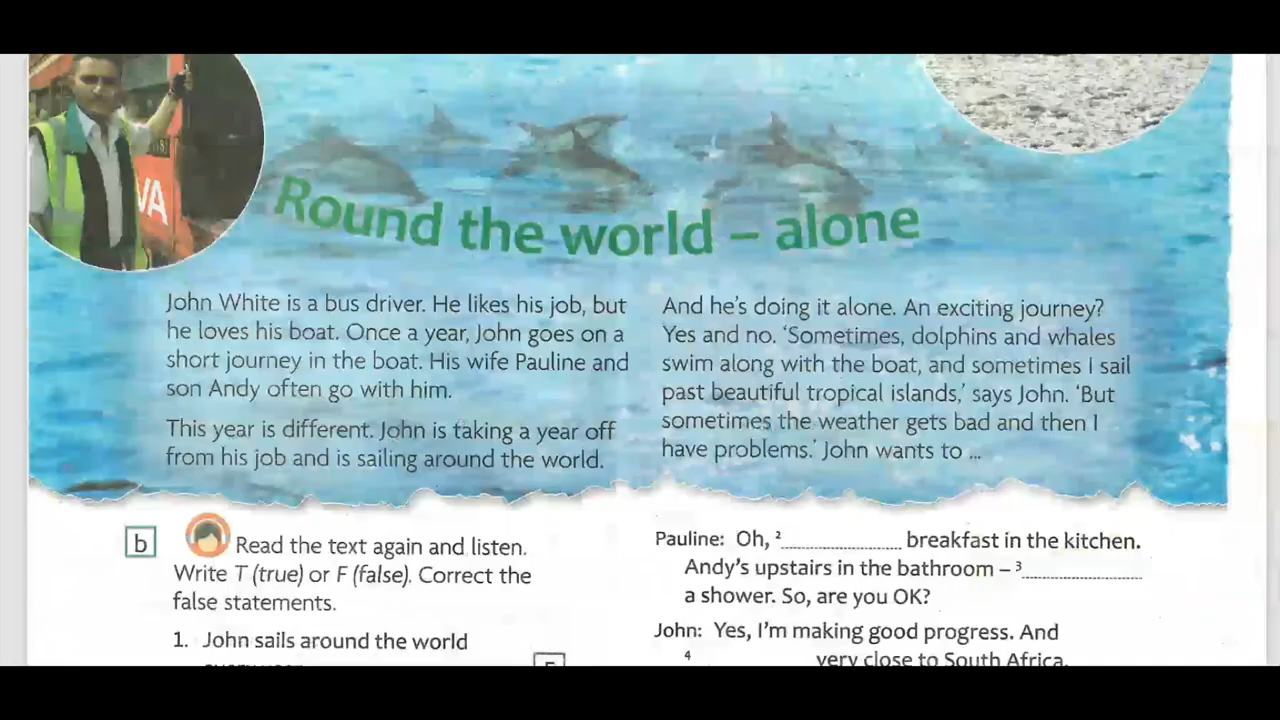 VA
Round the world – alone
John White is a bus driver. He likes his job, but
he loves his boat. Once a year, John goes on a
short journey in the boat. His wife Pauline and
son Andy often go with him.
This year is different. John is taking a year off
from his job and is sailing around the world.
And he's doing it alone. An exciting journey?
Yes and no. ‘Sometimes, dolphins and whales
swim along with the boat, and sometimes I sail
past beautiful tropical islands,’ says John. ‘But
sometimes the weather gets bad and then I
have problems.’ John wants to ...
b
Read the text again and listen.
Write T (true) or F (false). Correct the
false statements.
1. John sails around the world
Pauline: Oh, ² ____________ breakfast in the kitchen.
Andy's upstairs in the bathroom – ³ ____________
a shower. So, are you OK?
John: Yes, I'm making good progress. And
4 ____________ very close to South Africa.